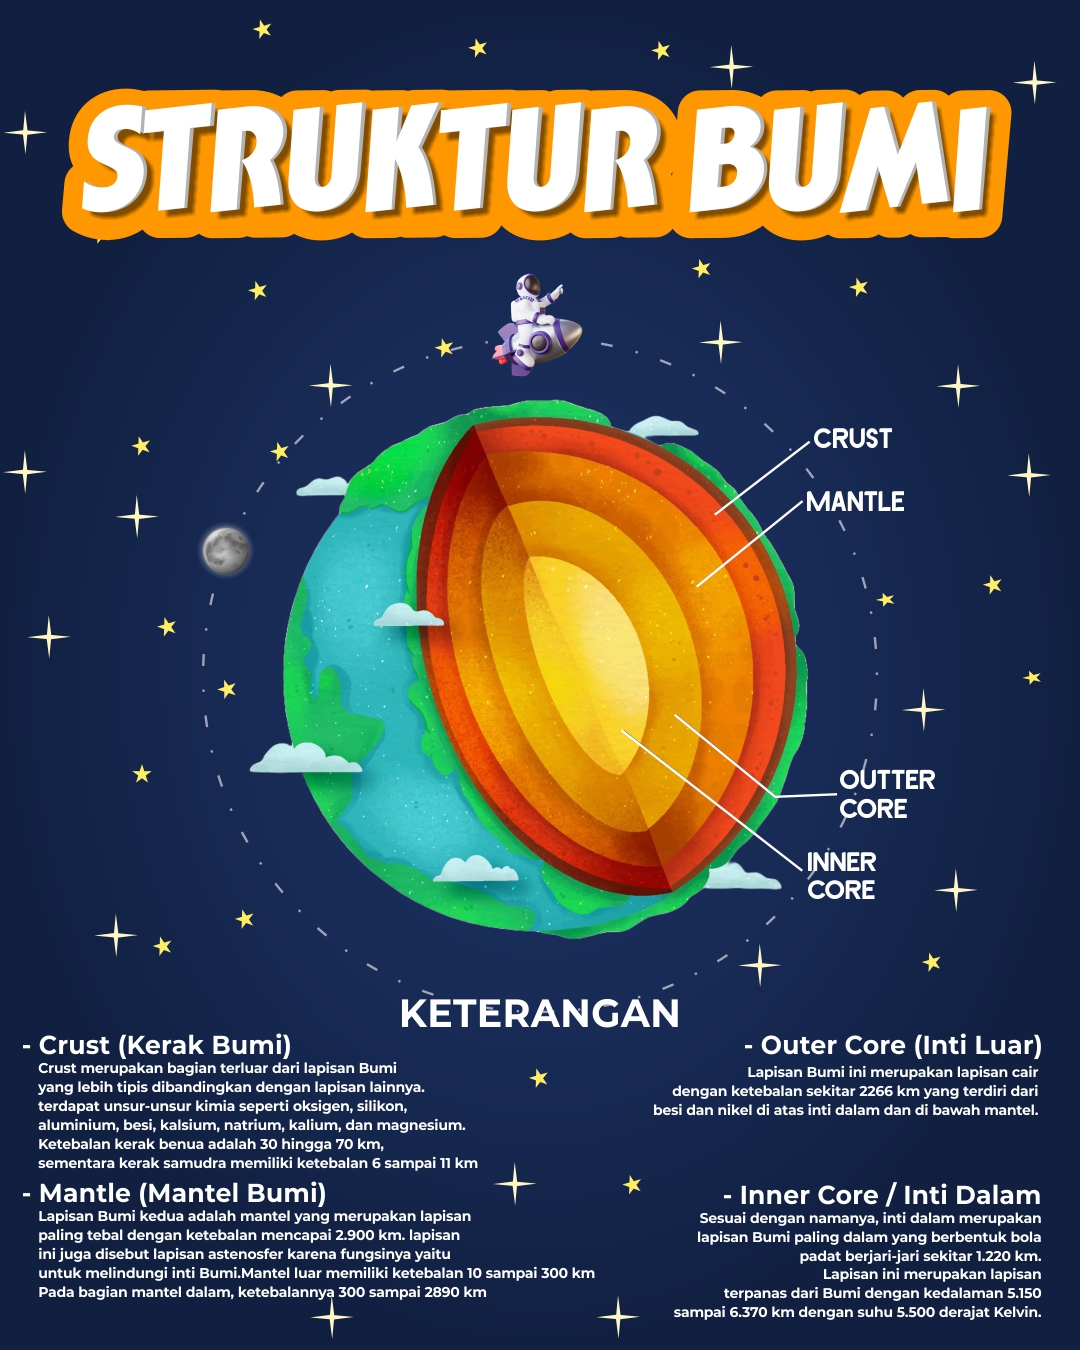 STRUKTUR BUMI
CRUST
MANTLE
OUTTER
CORE
INNER
CORE
KETERANGAN
- Crust (Kerak Bumi)
Crust merupakan bagian terluar dari lapisan Bumi
yang lebih tipis dibandingkan dengan lapisan lainnya.
terdapat unsur-unsur kimia seperti oksigen, silikon,
aluminium, besi, kalsium, natrium, kalium, dan magnesium.
Ketebalan kerak benua adalah 30 hingga 70 km,
sementara kerak samudra memiliki ketebalan 6 sampai 11 km
- Mantle (Mantel Bumi)
Lapisan Bumi kedua adalah mantel yang merupakan lapisan
paling tebal dengan ketebalan mencapai 2.900 km. lapisan
ini juga disebut lapisan astenosfer karena fungsinya yaitu
untuk melindungi inti Bumi.Mantel luar memiliki ketebalan 10 sampai 300 km
Pada bagian mantel dalam, ketebalannya 300 sampai 2890 km
- Outer Core (Inti Luar)
Lapisan Bumi ini merupakan lapisan cair
dengan ketebalan sekitar 2266 km yang terdiri dari
besi dan nikel di atas inti dalam dan di bawah mantel.
- Inner Core / Inti Dalam
Sesuai dengan namanya, inti dalam merupakan
lapisan Bumi paling dalam yang berbentuk bola
padat berjari-jari sekitar 1.220 km.
Lapisan ini merupakan lapisan
terpanas dari Bumi dengan kedalaman 5.150
sampai 6.370 km dengan suhu 5.500 derajat Kelvin.